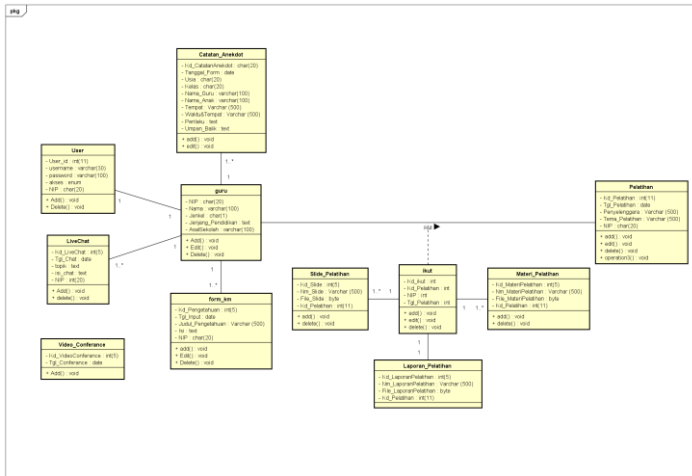 pkg
Catatan_Anekdot
- Kd_CatatanAnekdot : char(20)
- Tanggal_Form : date
- Usia : char(20)
- Kelas : char(20)
- Nama_Guru : varchar(100)
- Nama_Anak : varchar(100)
- Tempat : Varchar (500)
- Waktu&Tempat : Varchar (500)
- Perilaku : text
- Umpan_Balik : text
+ add() : void
+ edit() : void
1..*
1
User
- User_id : int(11)
- username : varchar(30)
- password : varchar(100)
- akses : enum
- NIP : char(20)
+ Add() : void
+ Delete() : void
1
1
guru
- NIP : char(20)
- Nama : varchar(100)
- Jenkel : char(1)
- Jenjang_Pendidikan : text
- AsalSekolah : varchar(100)
+ Add() : void
+ Edit() : void
+ Delete() : void
Pelatihan
- Kd_Pelatihan : int(11)
- Tgl_Pelatihan : date
- Penyelenggara : Varchar (500)
- Tema_Pelatihan : Varchar (500)
- NIP : char(20)
+ add() : void
+ edit() : void
+ delete() : void
+ operation3() : void
add
LiveChat
- Kd_LiveChat : int(5)
- Tgl_Chat : date
- topik : text
- isi_chat : text
- NIP : int(20)
+ Add() : void
+ delete() : void
1..*
1
1
1..*
form_km
- Kd_Pengetahuan : int(5)
- Tgl_input : date
- Judul_Pengetahuan : Varchar (500)
- Isi : text
- NIP : char(20)
+ add() : void
+ Edit() : void
+ Delete() : void
Slide_Pelatihan
- Kd_Slide : int(5)
- Nm_Slide : Varchar (500)
- File_Slide : byte
- Kd_Pelatihan : int(11)
+ add() : void
+ delete() : void
1..*
1
ikut
- Kd_Ikut : int
- Kd_Pelatihan : int
- NIP : int
- Tgl_Pelatihan : int
+ add() : void
+ edit() : void
+ delete() : void
1
1..*
Materi_Pelatihan
- Kd_MateriPelatihan : int(5)
- Nm_MateriPelatihan : Varchar (500)
- File_MateriPelatihan : byte
- Kd_Pelatihan : int(11)
+ add() : void
+ delete() : void
1
1
Laporan_Pelatihan
- Kd_LaporanPelatihan : int(5)
- Nm_LaporanPelatihan : Varchar (500)
- File_LaporanPelatihan : byte
- Kd_Pelatihan : int(11)
Video_Conferance
- Kd_VideoConferance : int(5)
- Tgl_Conferance : date
+ Add() : void